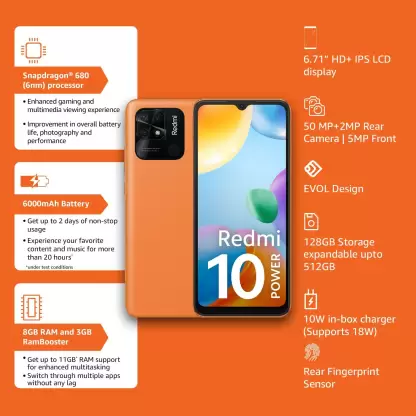 Snapdragon® 680
(6nm) processor
• Enhanced gaming and
multimedia viewing experience
• Improvement in overall battery
life, photography and
performance
6000mAh Battery
• Get up to 2 days of non-stop
usage
• Experience your favorite
content and music for more
than 20 hours*
*under test conditions
8GB RAM and 3GB
RamBooster
• Get up to 11GB* RAM support
for enhanced multitasking
• Switch through multiple apps
without any lag
Redmi
Redmi
10
POWER
6.71" HD+ IPS LCD
display
50 MP+2MP Rear
Camera | 5MP Front
EVOL Design
128GB Storage
expandable upto
512GB
10W in-box charger
(Supports 18W)
Rear Fingerprint
Sensor